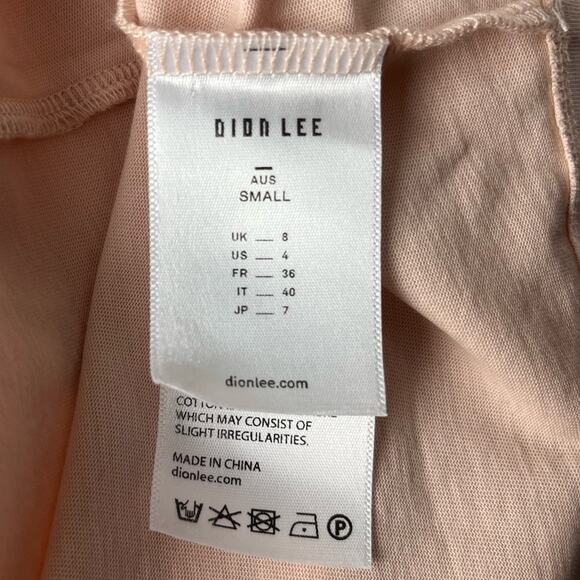 DION LEE
AUS
SMALL
UK 8
US 4
FR 36
IT 40
JP 7
dionlee.com
WHICH MAY CONSIST OF
SLIGHT IRREGULARITIES.
MADE IN CHINA
dionlee.com
P